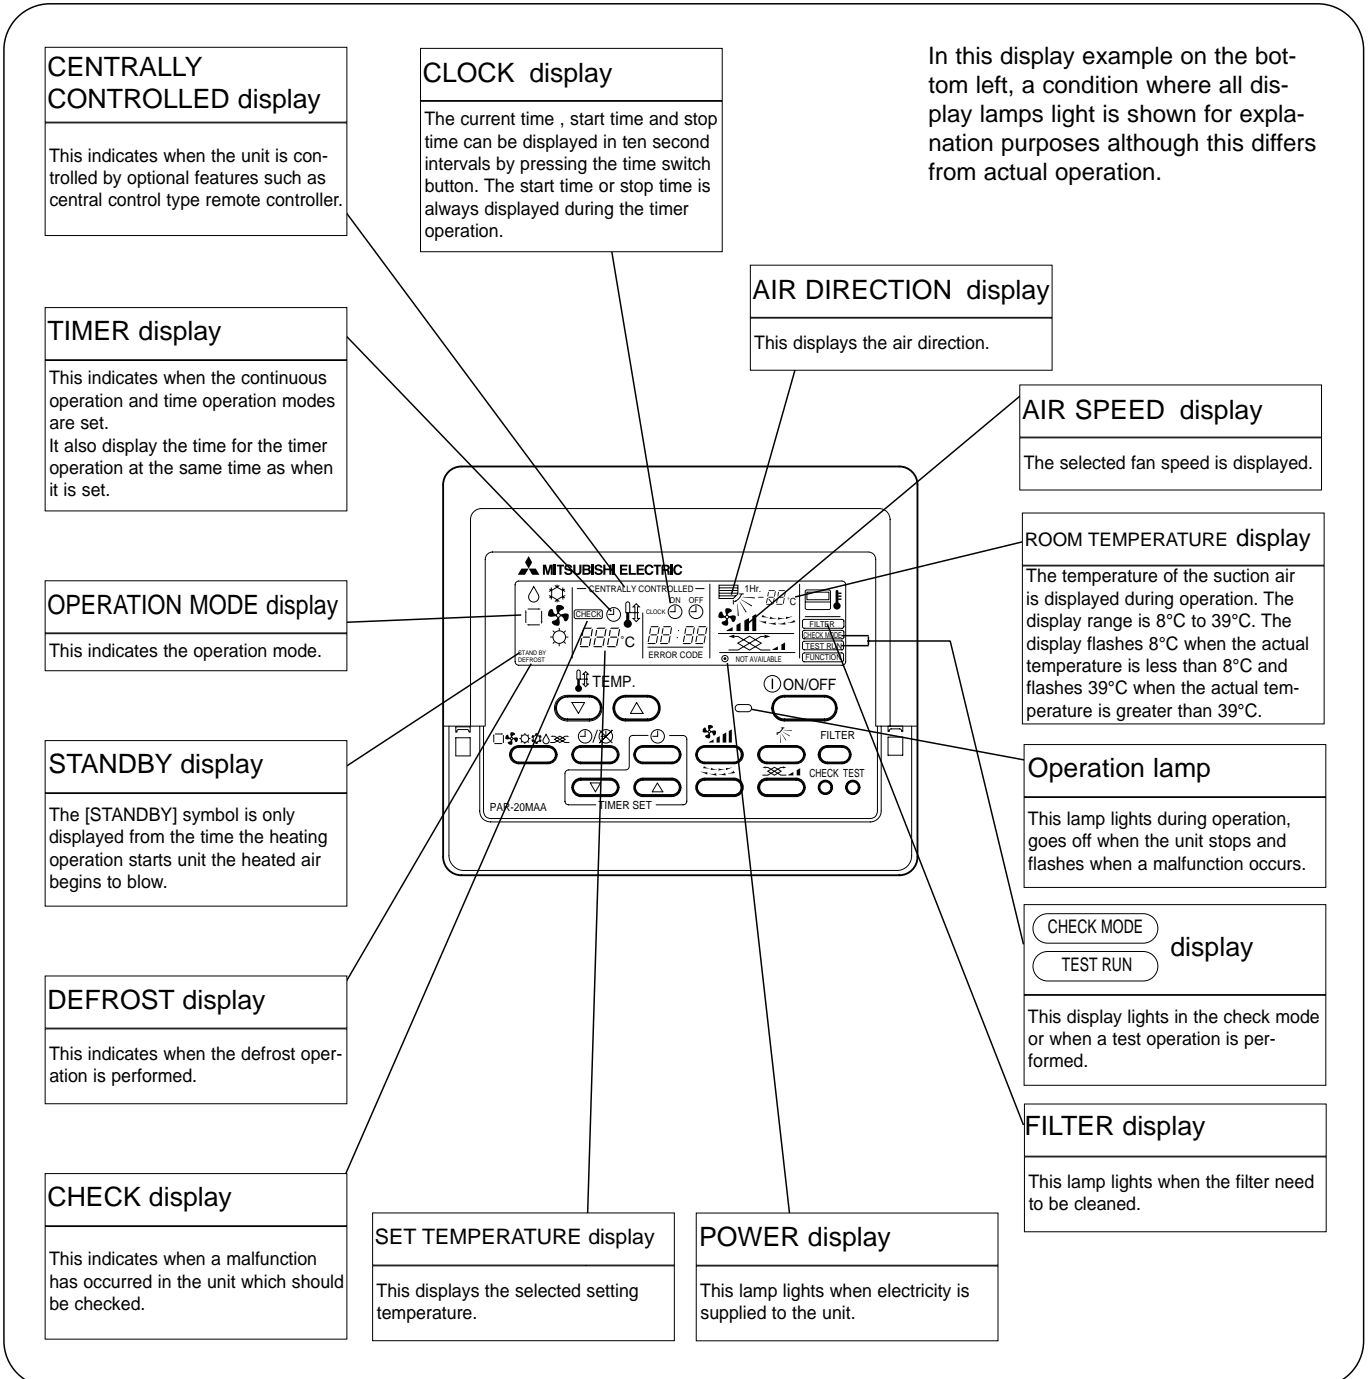 CENTRALLY
CONTROLLED display
This indicates when the unit is con-
trolled by optional features such as
central control type remote controller.
CLOCK display
The current time , start time and stop
time can be displayed in ten second
intervals by pressing the time switch
button. The start time or stop time is
always displayed during the timer
operation.
In this display example on the bot-
tom left, a condition where all dis-
play lamps light is shown for expla-
nation purposes although this differs
from actual operation.
AIR DIRECTION display
This displays the air direction.
TIMER display
This indicates when the continuous
operation and time operation modes
are set.
It also display the time for the timer
operation at the same time as when
it is set.
AIR SPEED display
The selected fan speed is displayed.
ROOM TEMPERATURE display
The temperature of the suction air
is displayed during operation. The
display range is 8°C to 39°C. The
display flashes 8°C when the actual
temperature is less than 8°C and
flashes 39°C when the actual tem-
perature is greater than 39°C.
OPERATION MODE display
This indicates the operation mode.
MITSUBISHI ELECTRIC
CENTRALLY CONTROLLED
1Hr.
ON OFF
88°C
CHECK
CLOCK
888°C
88:88
ERROR CODE
STAND BY
DEFROST
NOT AVAILABLE
FILTER
CHECK MODE
TEST RUN
FUNCTION
TEMP.
ON/OFF
FILTER
CHECK TEST
PAR-20MAA
TIMER SET
STANDBY display
The [STANDBY] symbol is only
displayed from the time the heating
operation starts unit the heated air
begins to blow.
Operation lamp
This lamp lights during operation,
goes off when the unit stops and
flashes when a malfunction occurs.
CHECK MODE
TEST RUN
display
This display lights in the check mode
or when a test operation is per-
formed.
DEFROST display
This indicates when the defrost oper-
ation is performed.
FILTER display
This lamp lights when the filter need
to be cleaned.
CHECK display
This indicates when a malfunction
has occurred in the unit which should
be checked.
SET TEMPERATURE display
This displays the selected setting
temperature.
POWER display
This lamp lights when electricity is
supplied to the unit.